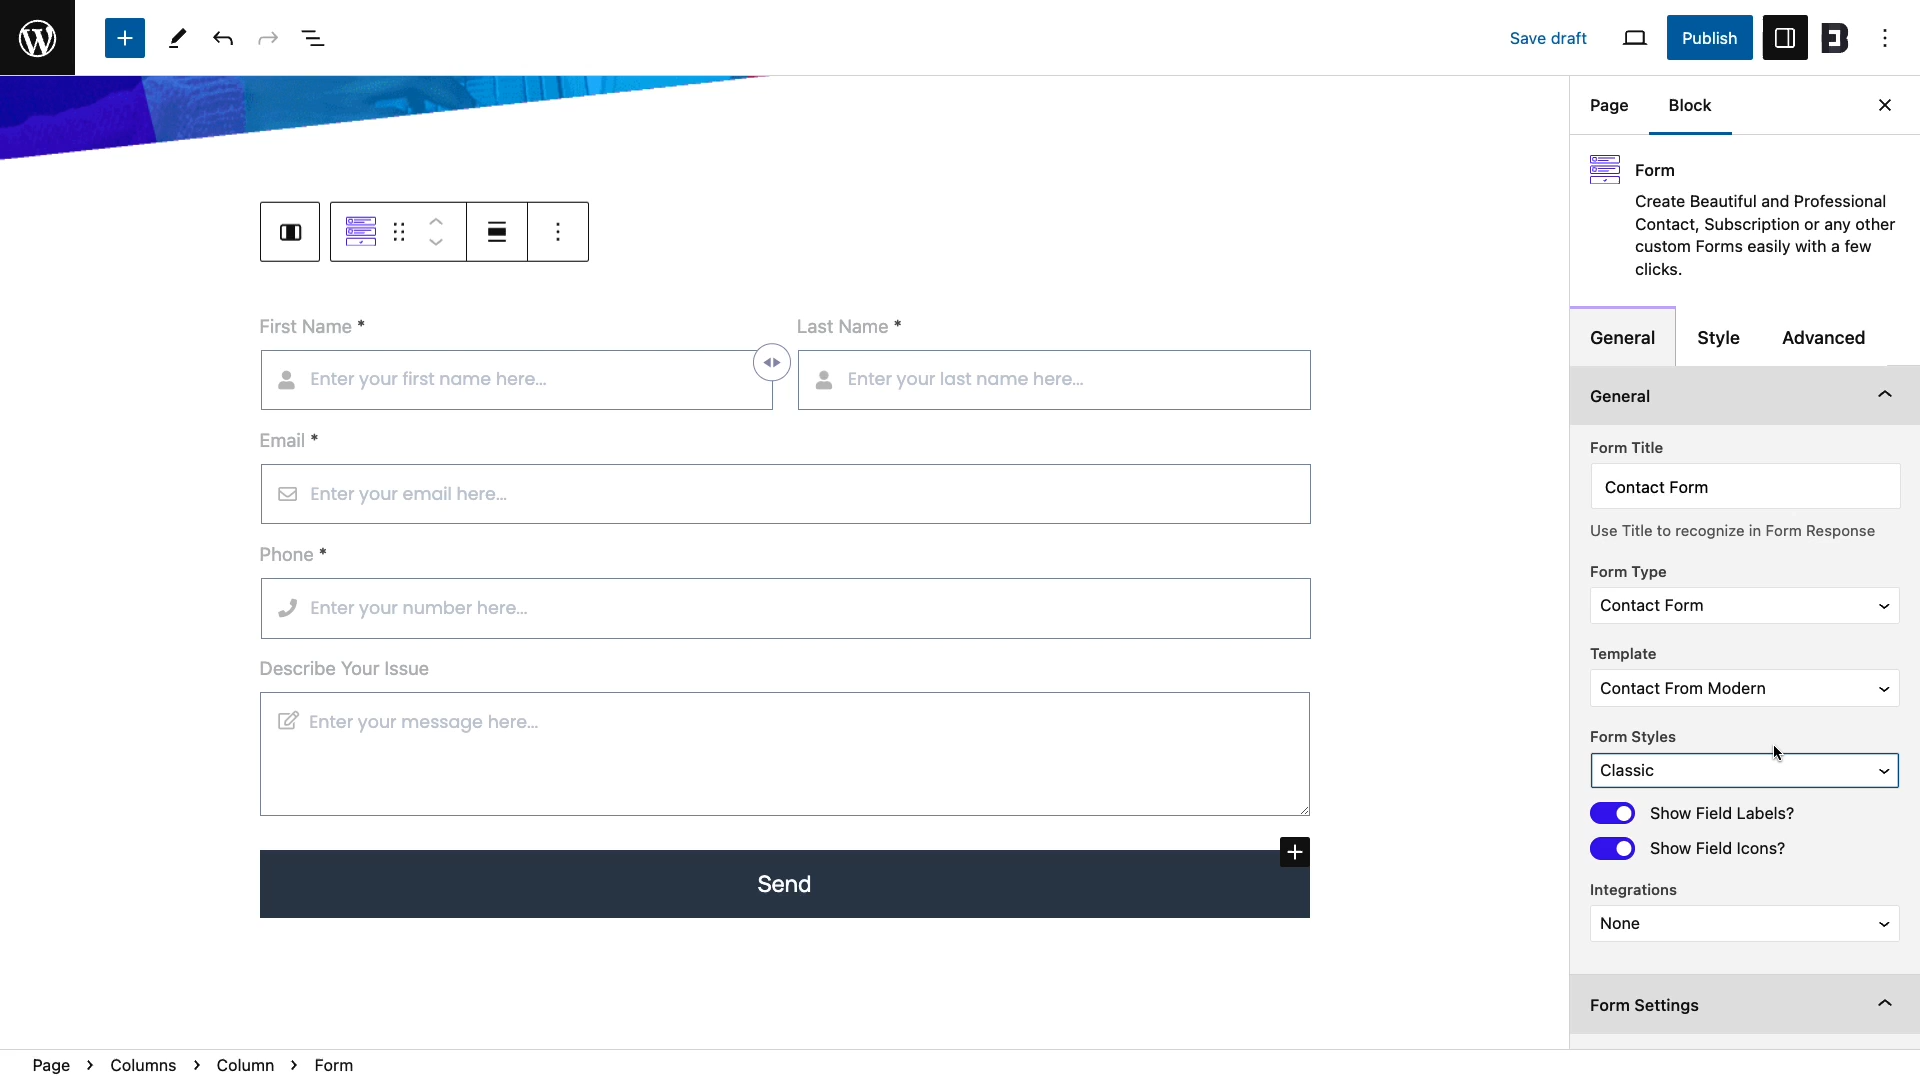 Save draft
Publish
Page
Block
Form
Create Beautiful and Professional
Contact, Subscription or any other
custom Forms easily with a few
clicks.
General
Style
Advanced
General
Form Title
Contact Form
Use Title to recognize in Form Response
Form Type
Contact Form
Template
Contact From Modern
Form Styles
Classic
Show Field Labels?
Show Field Icons?
Integrations
None
Form Settings
First Name *
Last Name *
Enter your first name here...
Enter your last name here...
Email *
Enter your email here...
Phone *
Enter your number here...
Describe Your Issue
Enter your message here...
Send
Page > Columns > Column > Form